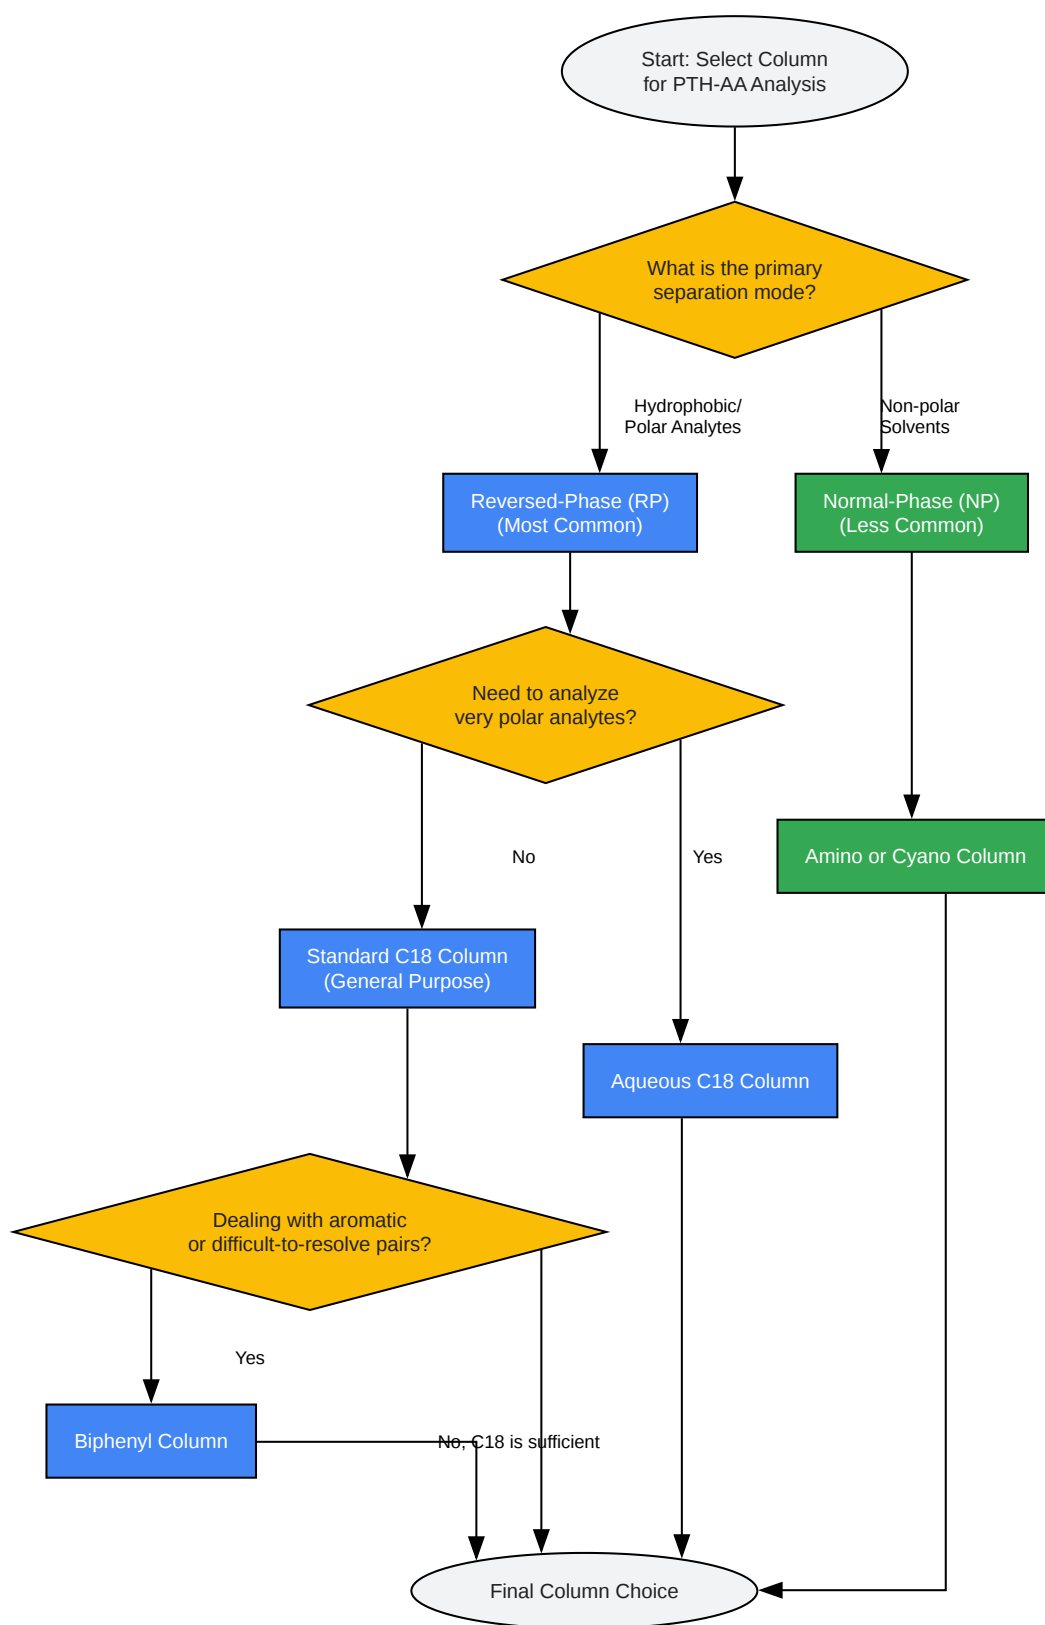 Start: Select Column
for PTH-AA Analysis
What is the primary
separation mode?
Hydrophobic/
Polar Analytes
Non-polar
Solvents
Reversed-Phase (RP)
(Most Common)
Normal-Phase (NP)
(Less Common)
Need to analyze
very polar analytes?
No
Yes
Amino or Cyano Column
Standard C18 Column
(General Purpose)
Aqueous C18 Column
Dealing with aromatic
or difficult-to-resolve pairs?
Yes
Biphenyl Column
No, C18 is sufficient
Final Column Choice